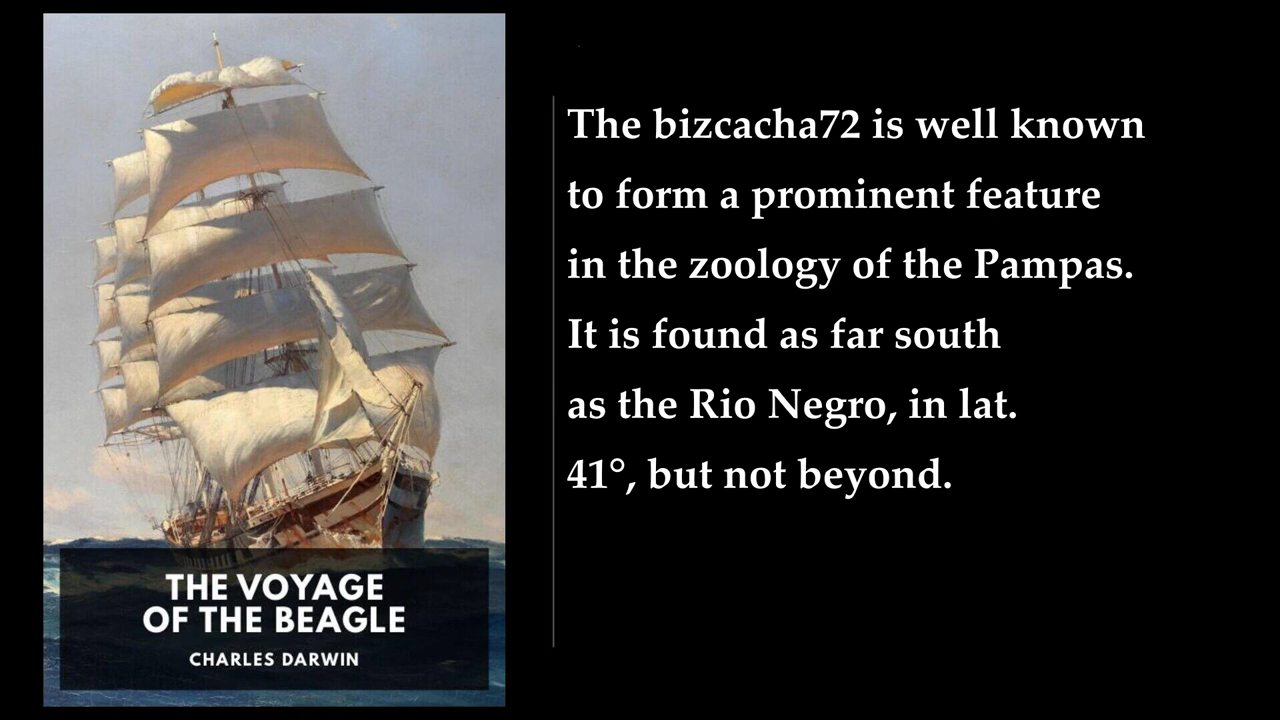 THE VOYAGE
OF THE BEAGLE
CHARLES DARWIN
The bizcacha72 is well known
to form a prominent feature
in the zoology of the Pampas.
It is found as far south
as the Rio Negro, in lat.
41°, but not beyond.